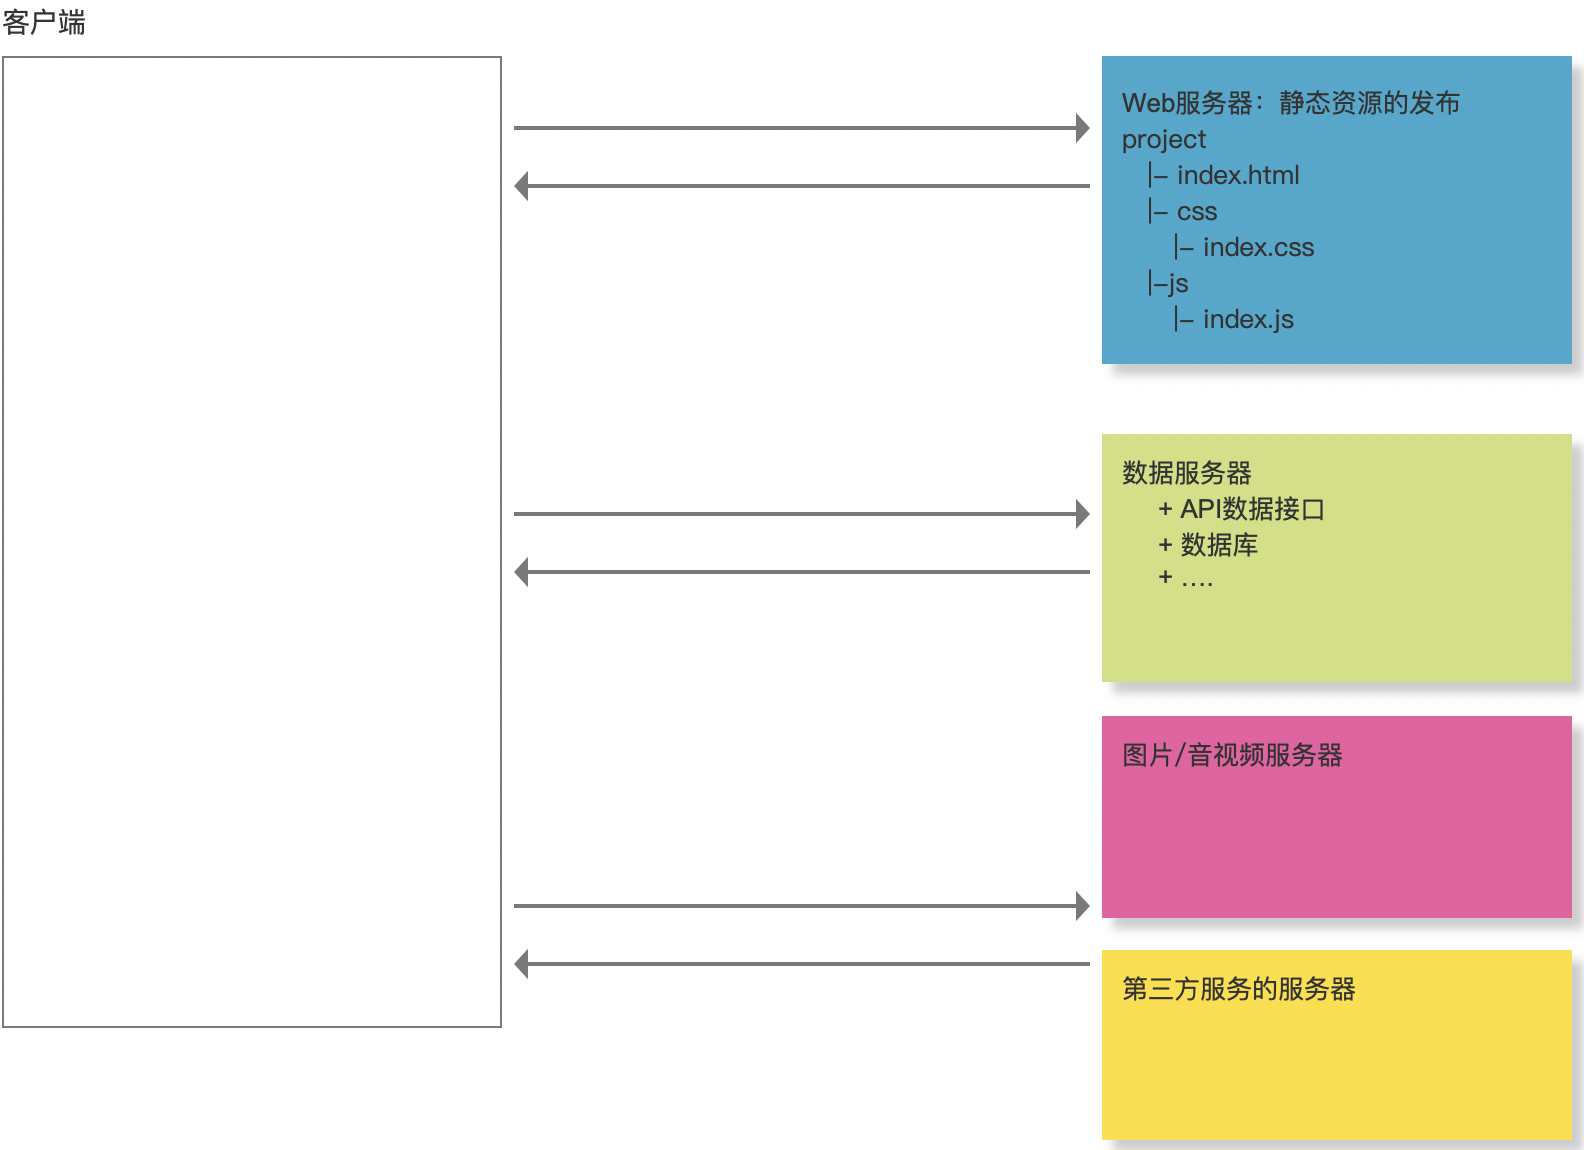 客户端
Web服务器：静态资源的发布
project
|- index.html
|- css
|- index.css
|-js
|- index.js
数据服务器
+ API数据接口
+ 数据库
+ ....
图片/音视频服务器
第三方服务的服务器